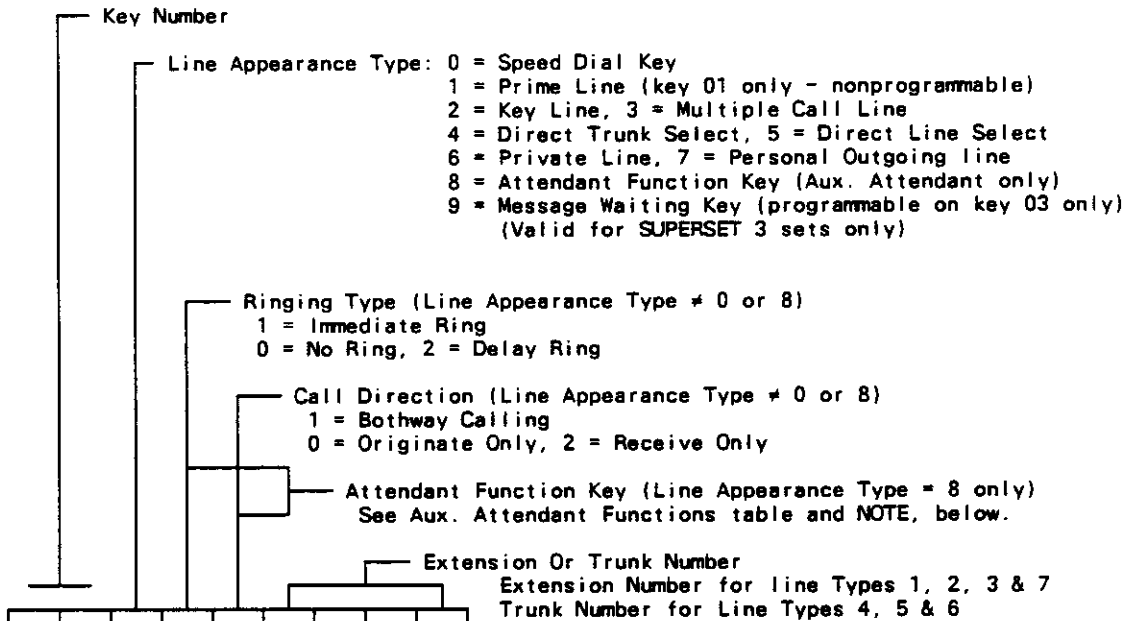 Key Number
Line Appearance Type: 0 = Speed Dial Key
1 = Prime Line (key 01 only - nonprogrammable)
2 = Key Line, 3 = Multiple Call Line
4 = Direct Trunk Select, 5 = Direct Line Select
6 = Private Line, 7 = Personal Outgoing line
8 = Attendant Function Key (Aux. Attendant only)
9 = Message Waiting Key (programmable on key 03 only)
(Valid for SUPERSET 3 sets only)
Ringing Type (Line Appearance Type ≠ 0 or 8)
1 = Immediate Ring
0 = No Ring, 2 = Delay Ring
Call Direction (Line Appearance Type ≠ 0 or 8)
1 = Bothway Calling
0 = Originate Only, 2 = Receive Only
Attendant Function Key (Line Appearance Type = 8 only)
See Aux. Attendant Functions table and NOTE, below.
Extension Or Trunk Number
Extension Number for line Types 1, 2, 3 & 7
Trunk Number for Line Types 4, 5 & 6